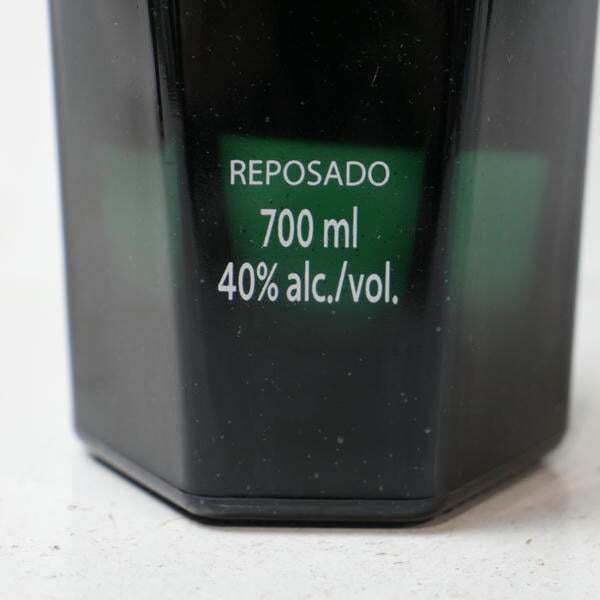 REPOSADO
700 ml
40% alc./vol.